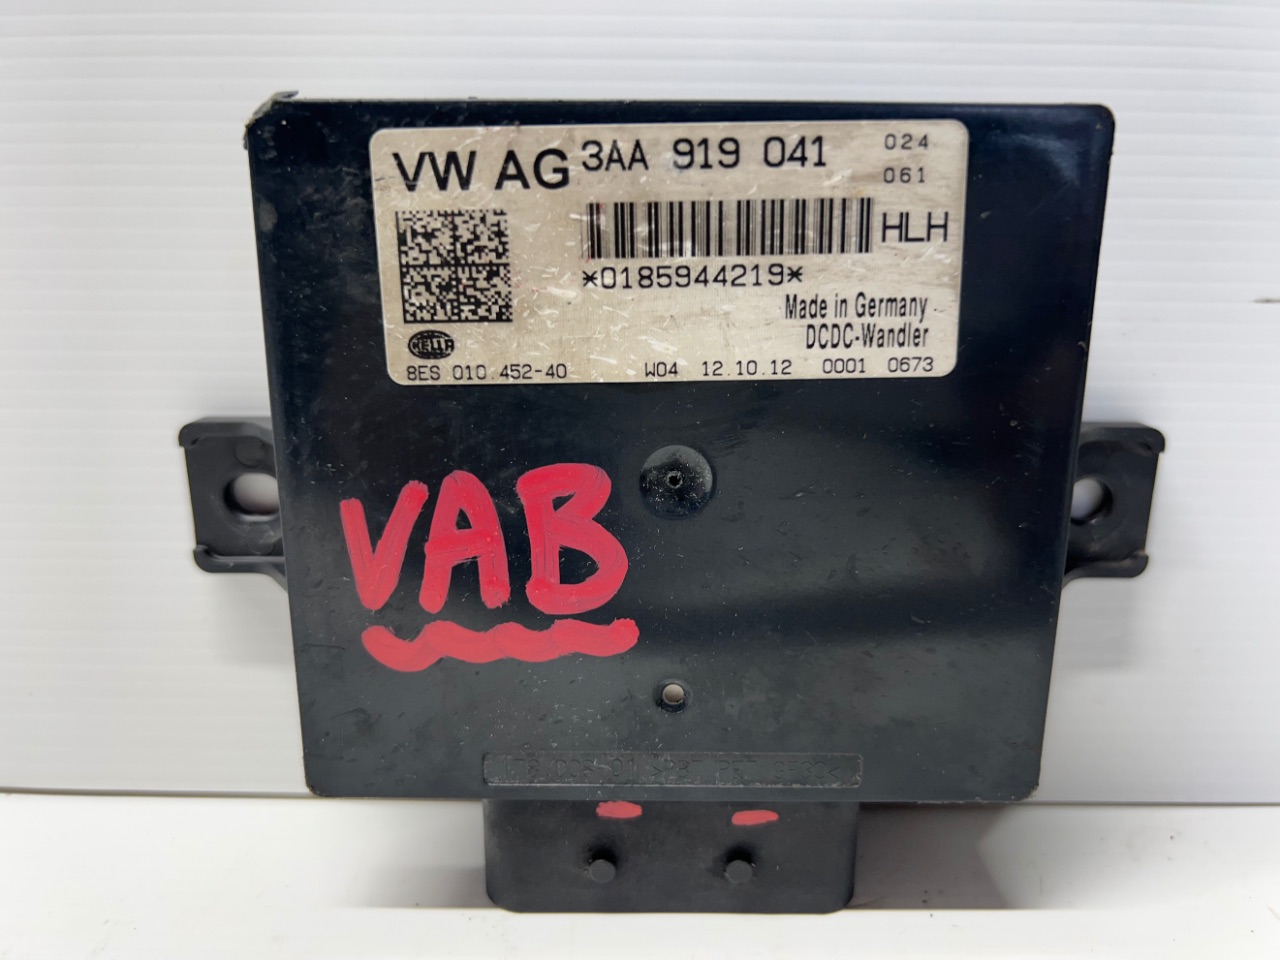 VW AG 3AA 919 041 024
061
HLH
*0185944219*
Made in Germany
DCDC-Wandler
HELLA
8ES 010.452-40 W04 12.10.12 0001 0673
VAB